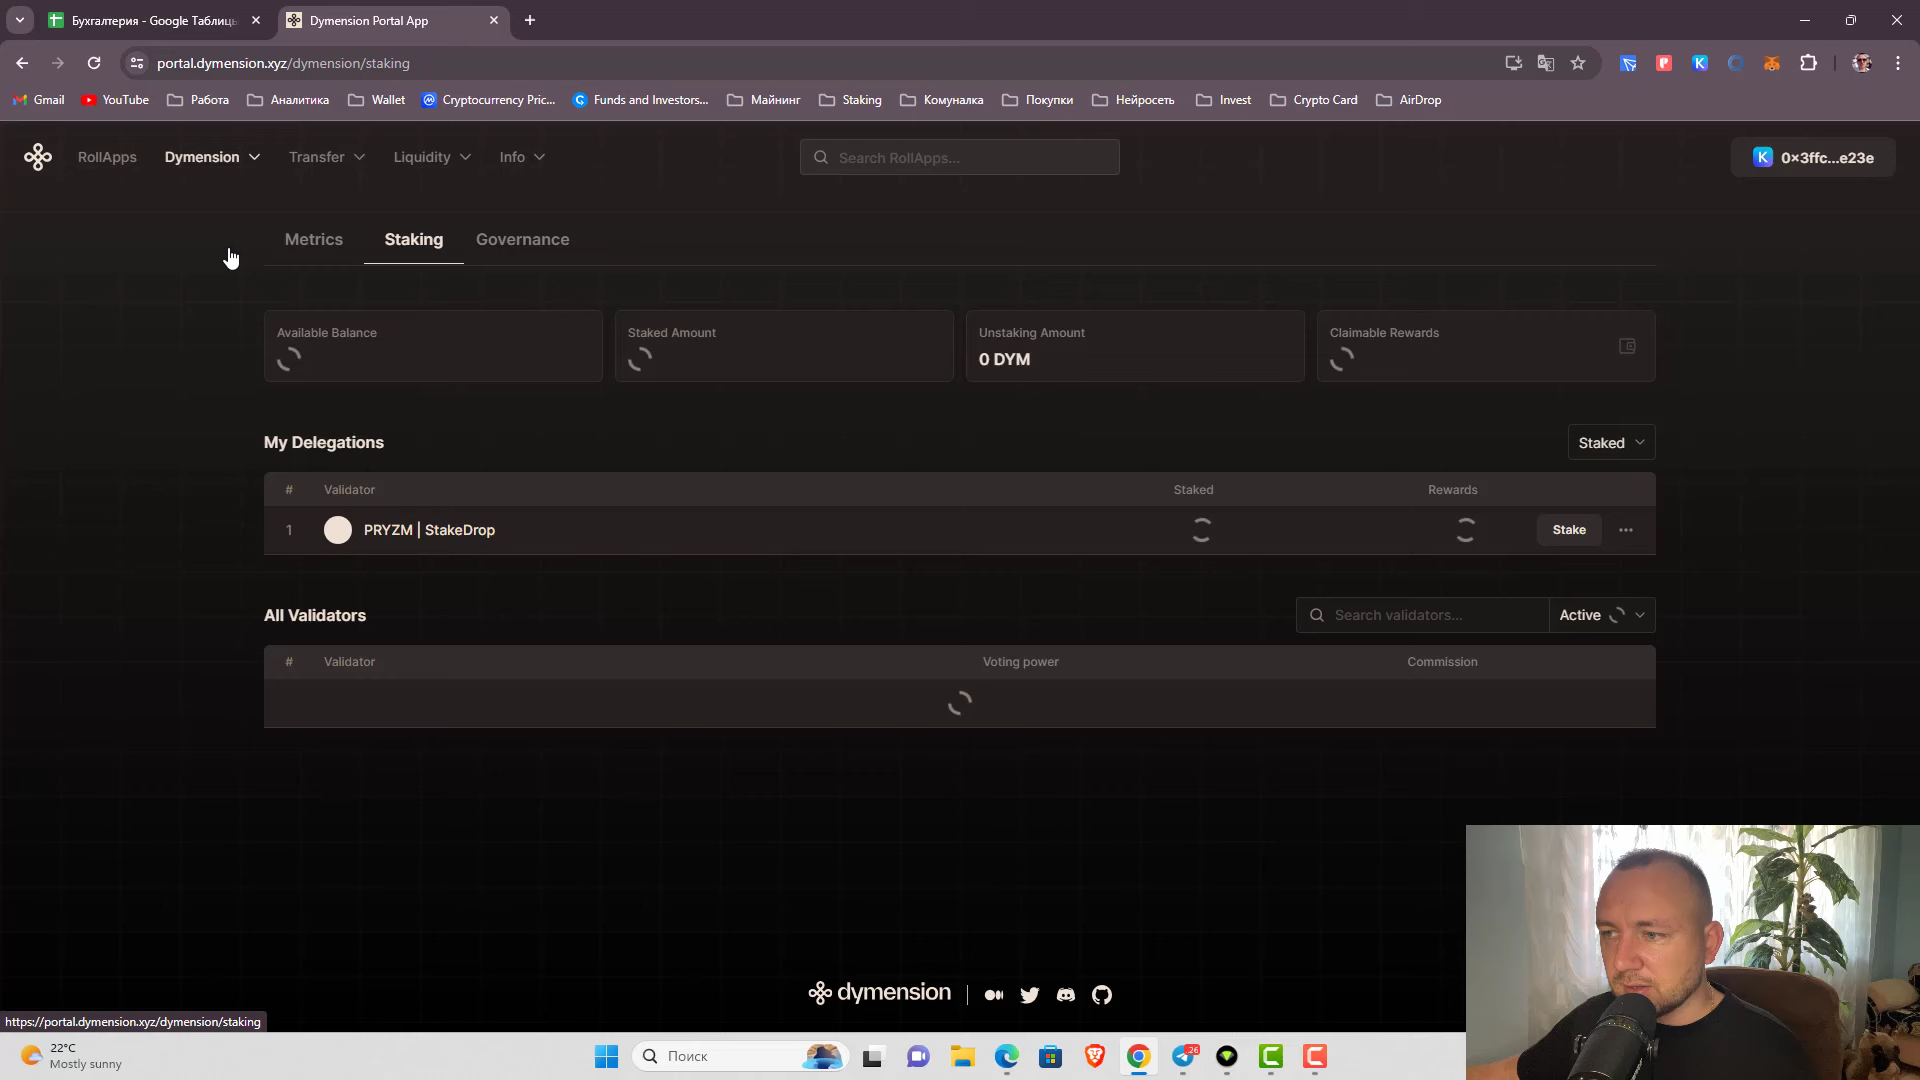 Бухгалтерия - Google Таблиць
Dymension Portal App
portal.dymension.xyz/dymension/staking
Gmail
YouTube
Работа
Аналитика
Wallet
Cryptocurrency Pric...
Funds and Investors...
Майнинг
Staking
Комуналка
Покупки
Нейросеть
Invest
Crypto Card
AirDrop
RollApps
Dymension
Transfer
Liquidity
Info
Search RollApps...
K
0×3ffc...e23e
Metrics
Staking
Governance
Available Balance
Staked Amount
Unstaking Amount
0 DYM
Claimable Rewards
My Delegations
Staked
# Validator Staked Rewards
1 PRYZM | StakeDrop Stake
All Validators
Search validators...
Active
# Validator Voting power Commission
dymension
https://portal.dymension.xyz/dymension/staking
22°C
Mostly sunny
Поиск
26